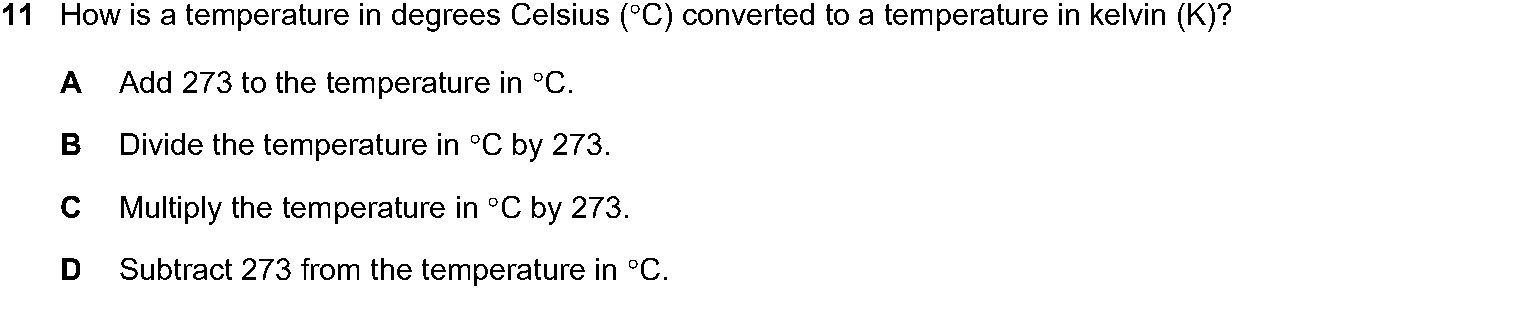 11 How is a temperature in degrees Celsius (°C) converted to a temperature in kelvin (K)?
A Add 273 to the temperature in °C.
B Divide the temperature in °C by 273.
C Multiply the temperature in °C by 273.
D Subtract 273 from the temperature in °C.